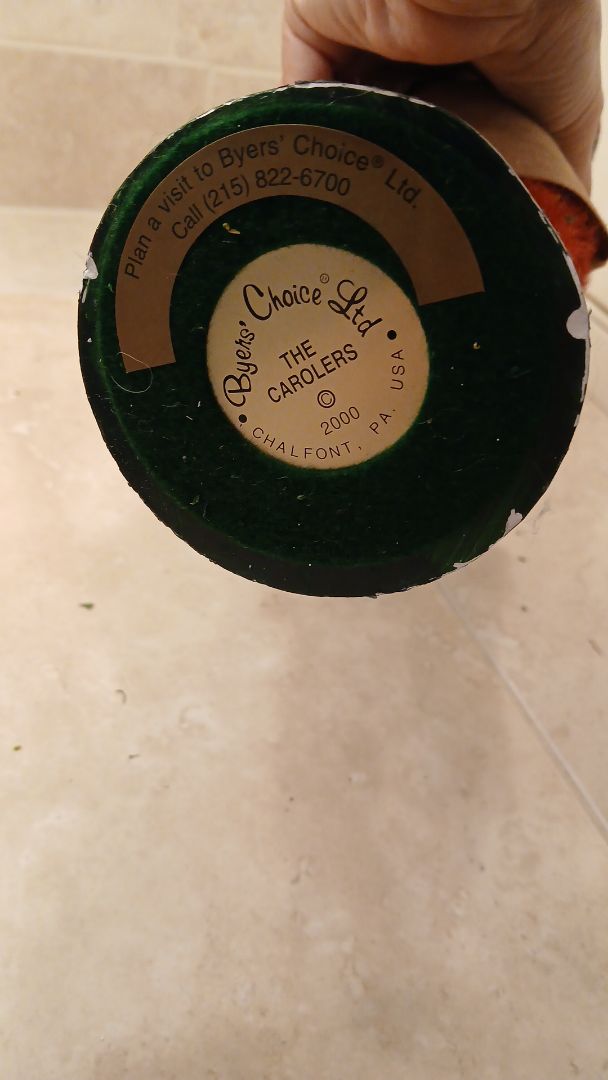 Plan a visit to Byers' Choice® Ltd.
Call (215) 822-6700
Byers' Choice® Ltd
THE
CAROLERS
©
2000
• CHALFONT, PA. USA •